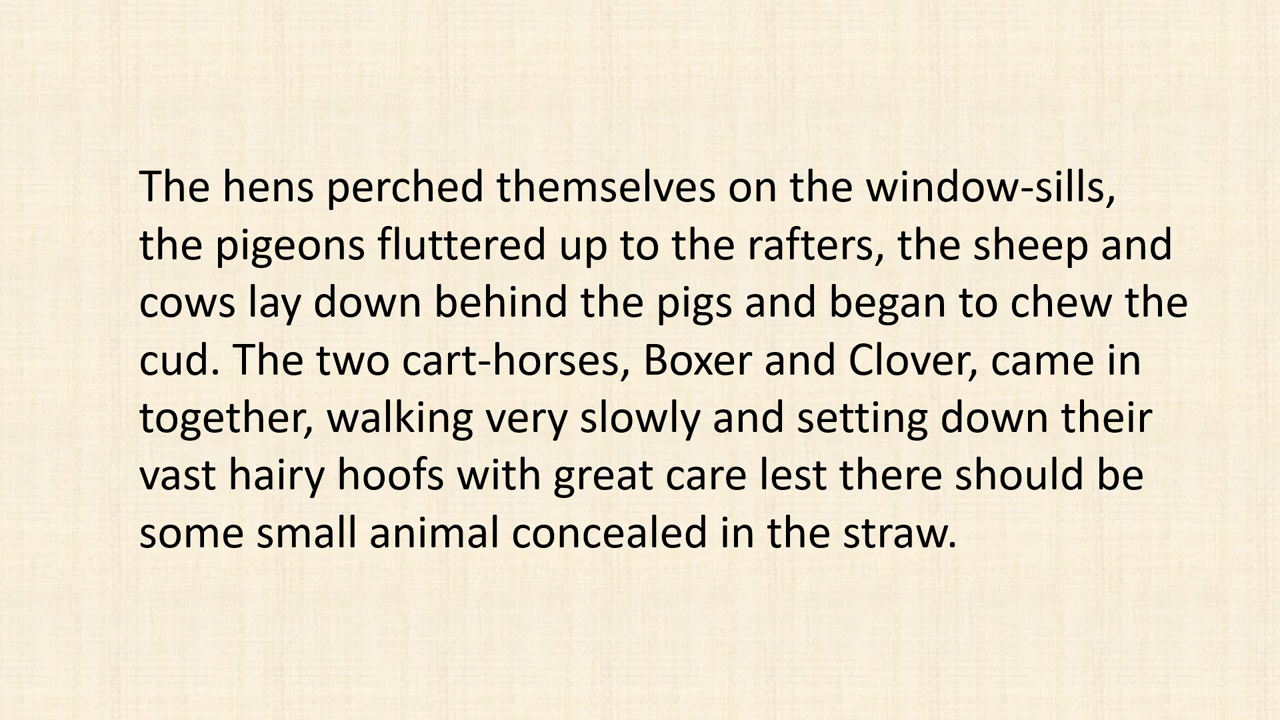 The hens perched themselves on the window-sills,
the pigeons fluttered up to the rafters, the sheep and
cows lay down behind the pigs and began to chew the
cud. The two cart-horses, Boxer and Clover, came in
together, walking very slowly and setting down their
vast hairy hoofs with great care lest there should be
some small animal concealed in the straw.